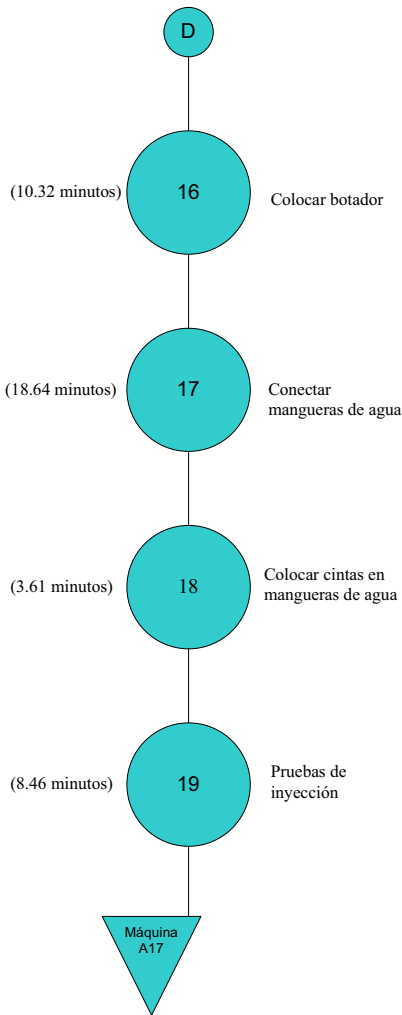 D
(10.32 minutos)
16
Colocar botador
(18.64 minutos)
17
Conectar
mangueras de agua
(3.61 minutos)
18
Colocar cintas en
mangueras de agua
(8.46 minutos)
19
Pruebas de
inyección
Máquina
A17